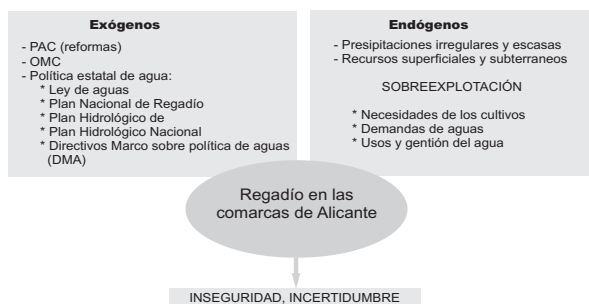 Exógenos
- PAC (reformas)
- OMC
- Política estatal de agua:
* Ley de aguas
* Plan Nacional de Regadío
* Plan Hidrológico de
* Plan Hidrológico Nacional
* Directivos Marco sobre política de aguas
(DMA)
Endógenos
- Presipitaciones irregulares y escasas
- Recursos superficiales y subterraneos
SOBREEXPLOTACIÓN
* Necesidades de los cultivos
* Demandas de aguas
* Usos y gentión del agua
Regadío en las
comarcas de Alicante
INSEGURIDAD, INCERTIDUMBRE